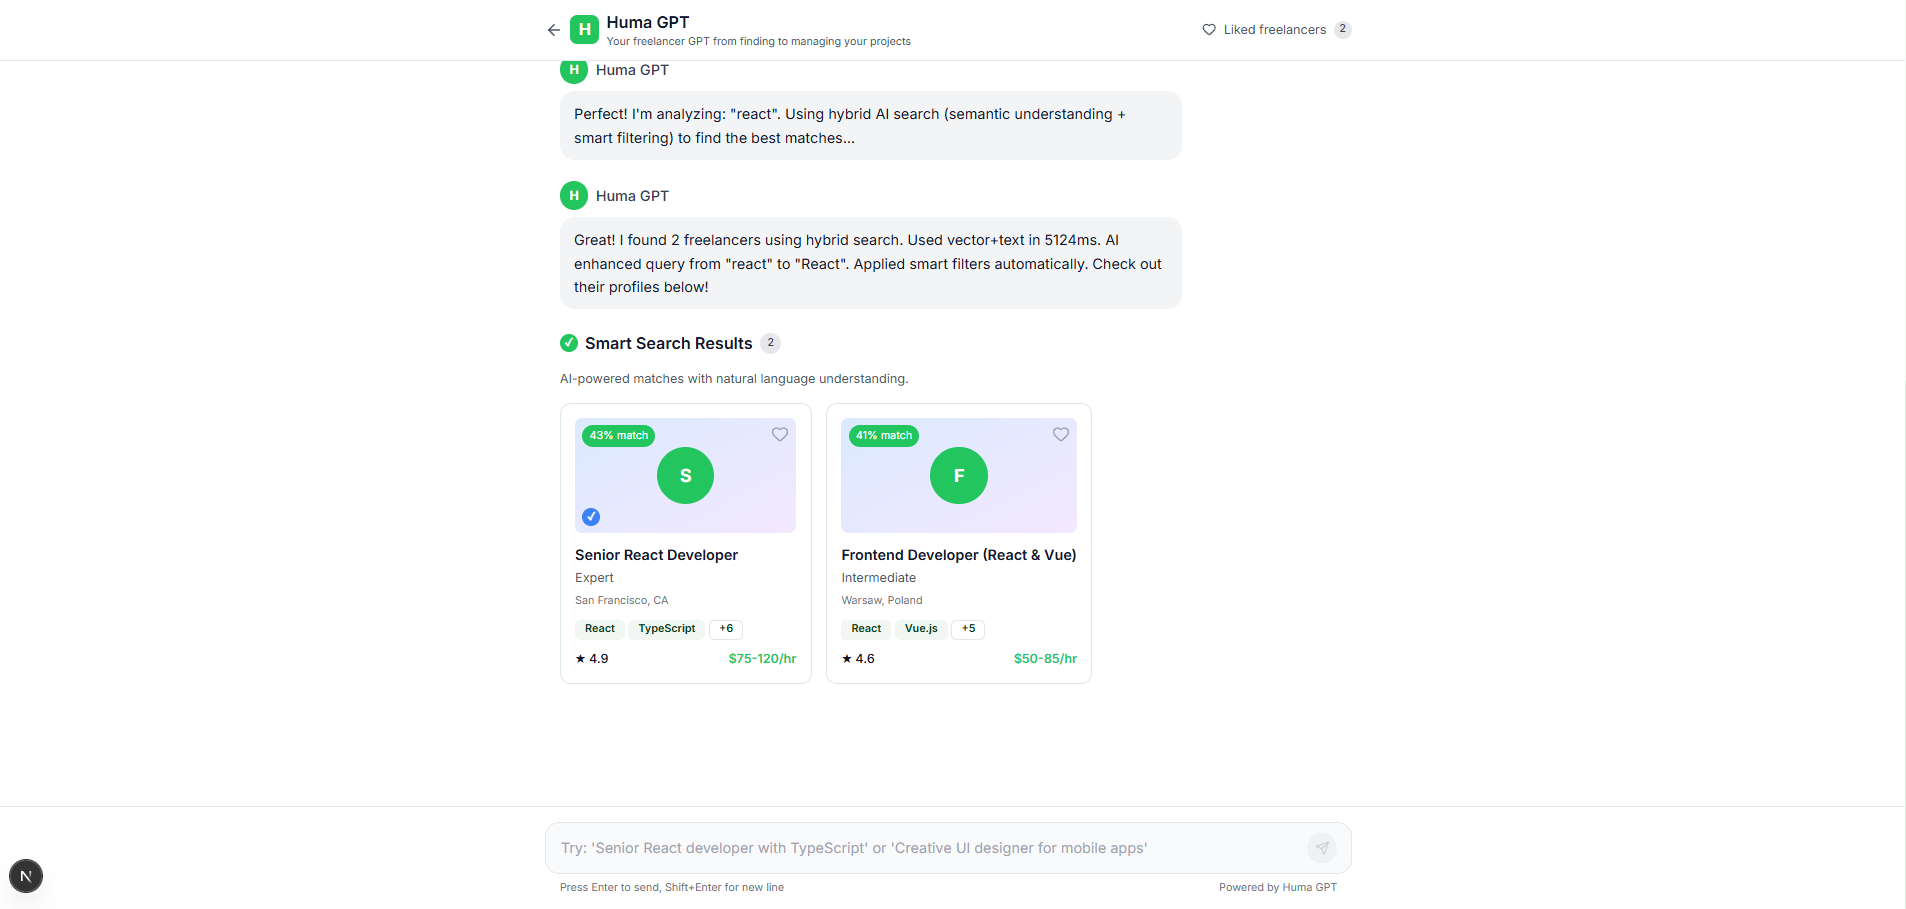 H
Huma GPT
Your freelancer GPT from finding to managing your projects
Liked freelancers 2
H Huma GPT
Perfect! I'm analyzing: "react". Using hybrid AI search (semantic understanding +
smart filtering) to find the best matches...
H Huma GPT
Great! I found 2 freelancers using hybrid search. Used vector+text in 5124ms. AI
enhanced query from "react" to "React". Applied smart filters automatically. Check out
their profiles below!
Smart Search Results 2
AI-powered matches with natural language understanding.
43% match
S
Senior React Developer
Expert
San Francisco, CA
React TypeScript +6
★ 4.9 $75-120/hr
41% match
F
Frontend Developer (React & Vue)
Intermediate
Warsaw, Poland
React Vue.js +5
★ 4.6 $50-85/hr
Try: 'Senior React developer with TypeScript' or 'Creative UI designer for mobile apps'
N
Press Enter to send, Shift+Enter for new line
Powered by Huma GPT